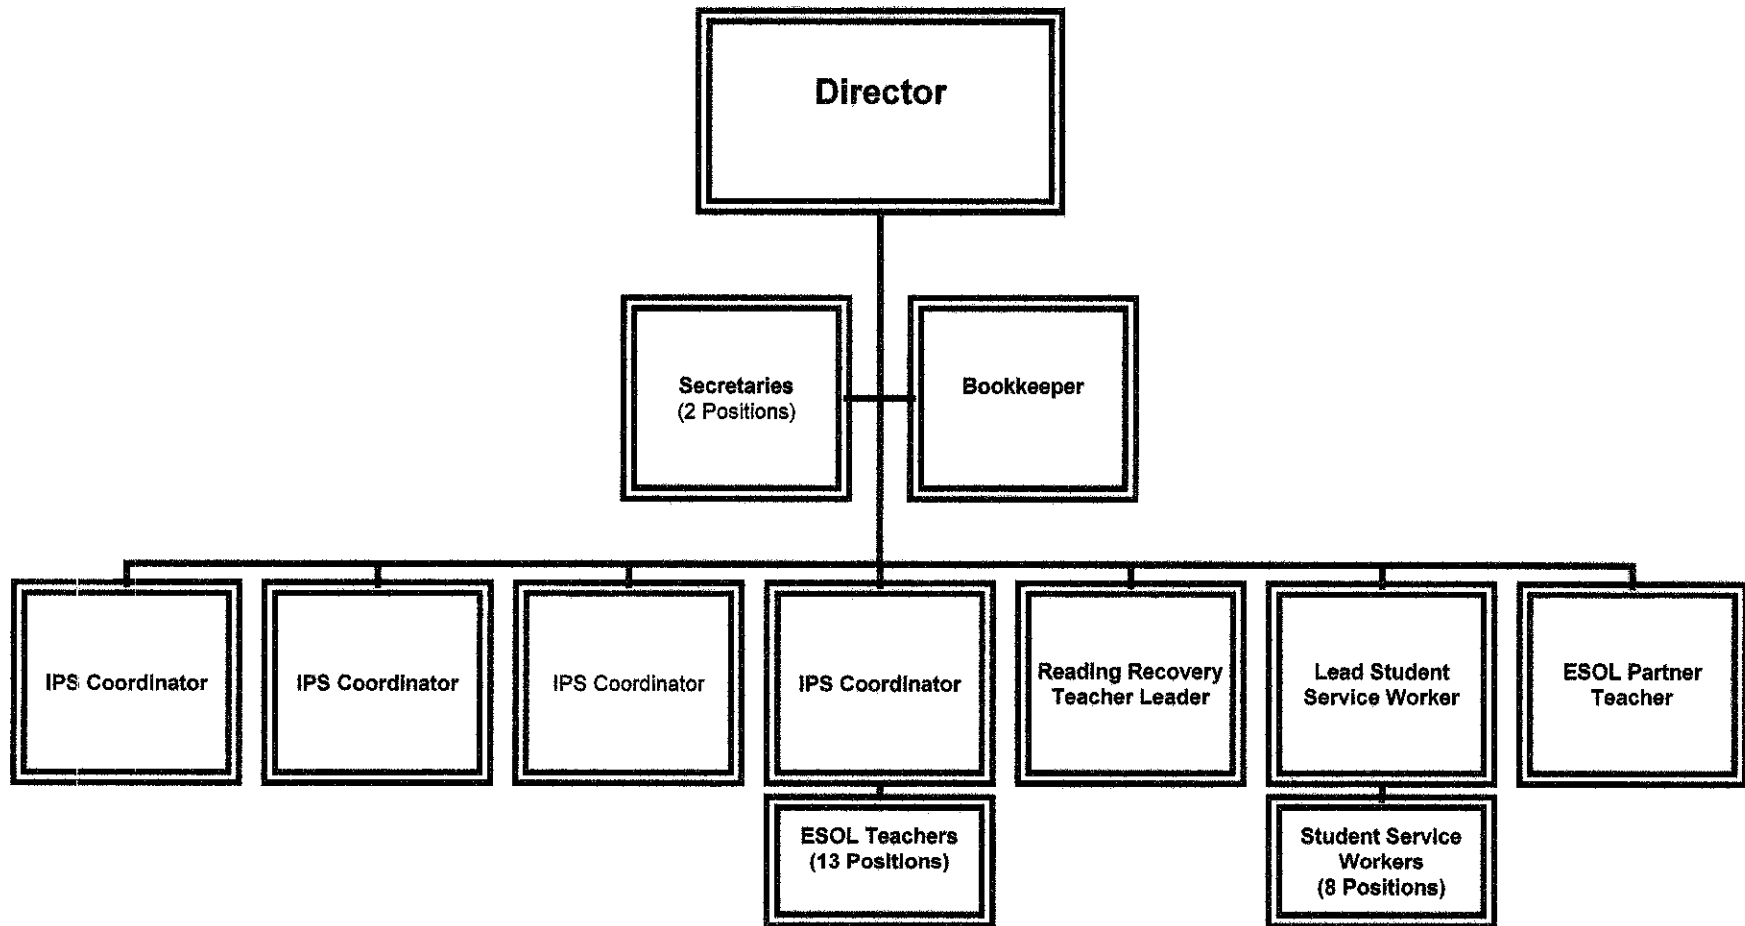 Director
Secretaries
(2 Positions)
Bookkeeper
IPS Coordinator
IPS Coordinator
IPS Coordinator
IPS Coordinator
Reading Recovery
Teacher Leader
Lead Student
Service Worker
ESOL Partner
Teacher
ESOL Teachers
(13 Positions)
Student Service
Workers
(8 Positions)